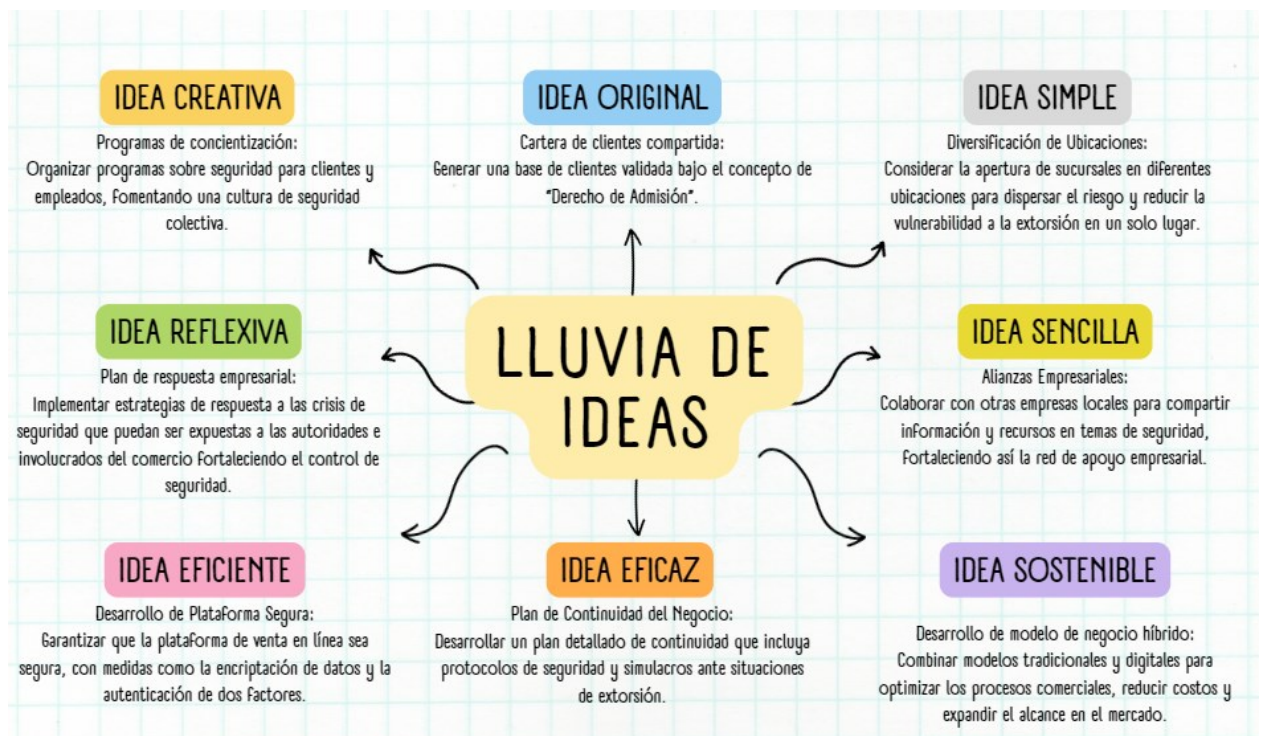 IDEA CREATIVA
Programas de concientización:
Organizar programas sobre seguridad para clientes y
empleados, fomentando una cultura de seguridad
colectiva.
IDEA ORIGINAL
Cartera de clientes compartida:
Generar una base de clientes validada bajo el concepto de
"Derecho de Admisión".
IDEA SIMPLE
Diversificación de Ubicaciones:
Considerar la apertura de sucursales en diferentes
ubicaciones para dispersar el riesgo y reducir la
vulnerabilidad a la extorsión en un solo lugar.
IDEA REFLEXIVA
Plan de respuesta empresarial:
Implementar estrategias de respuesta a las crisis de
seguridad que puedan ser expuestas a las autoridades e
involucrados del comercio fortaleciendo el control de
seguridad.
LLUVIA DE
IDEAS
IDEA SENCILLA
Alianzas Empresariales:
Colaborar con otras empresas locales para compartir
información y recursos en temas de seguridad,
fortaleciendo así la red de apoyo empresarial.
IDEA EFICIENTE
Desarrollo de Plataforma Segura:
Garantizar que la plataforma de venta en línea sea
segura, con medidas como la encriptación de datos y la
autenticación de dos factores.
IDEA EFICAZ
Plan de Continuidad del Negocio:
Desarrollar un plan detallado de continuidad que incluya
protocolos de seguridad y simulacros ante situaciones
de extorsión.
IDEA SOSTENIBLE
Desarrollo de modelo de negocio híbrido:
Combinar modelos tradicionales y digitales para
optimizar los procesos comerciales, reducir costos y
expandir el alcance en el mercado.